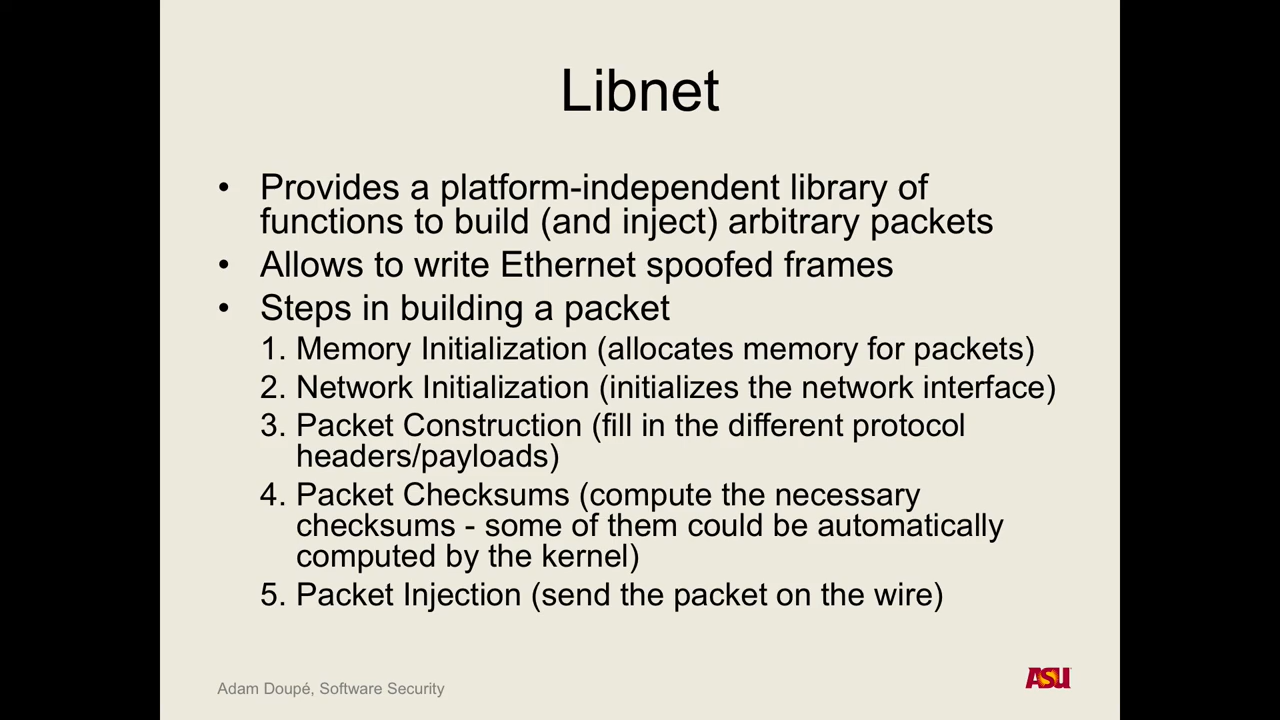 Libnet
• Provides a platform-independent library of
functions to build (and inject) arbitrary packets
• Allows to write Ethernet spoofed frames
• Steps in building a packet
1. Memory Initialization (allocates memory for packets)
2. Network Initialization (initializes the network interface)
3. Packet Construction (fill in the different protocol
headers/payloads)
4. Packet Checksums (compute the necessary
checksums - some of them could be automatically
computed by the kernel)
5. Packet Injection (send the packet on the wire)
Adam Doupé, Software Security
ASU